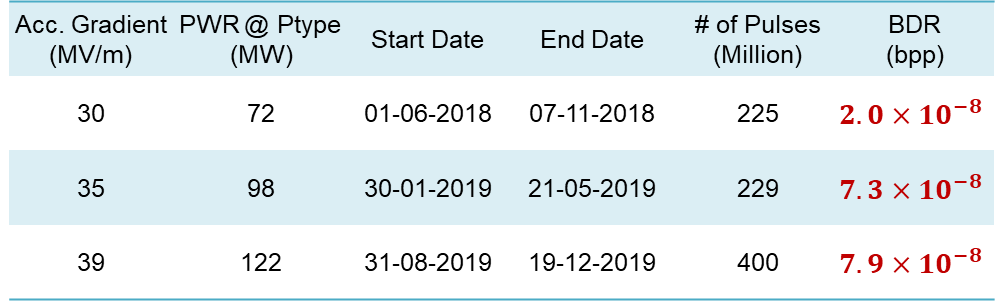 Acc. Gradient (MV/m) PWR @ Ptype (MW) Start Date End Date # of Pulses (Million) BDR (bpp)
30 72 01-06-2018 07-11-2018 225 2.0 × 10⁻⁸
35 98 30-01-2019 21-05-2019 229 7.3 × 10⁻⁸
39 122 31-08-2019 19-12-2019 400 7.9 × 10⁻⁸